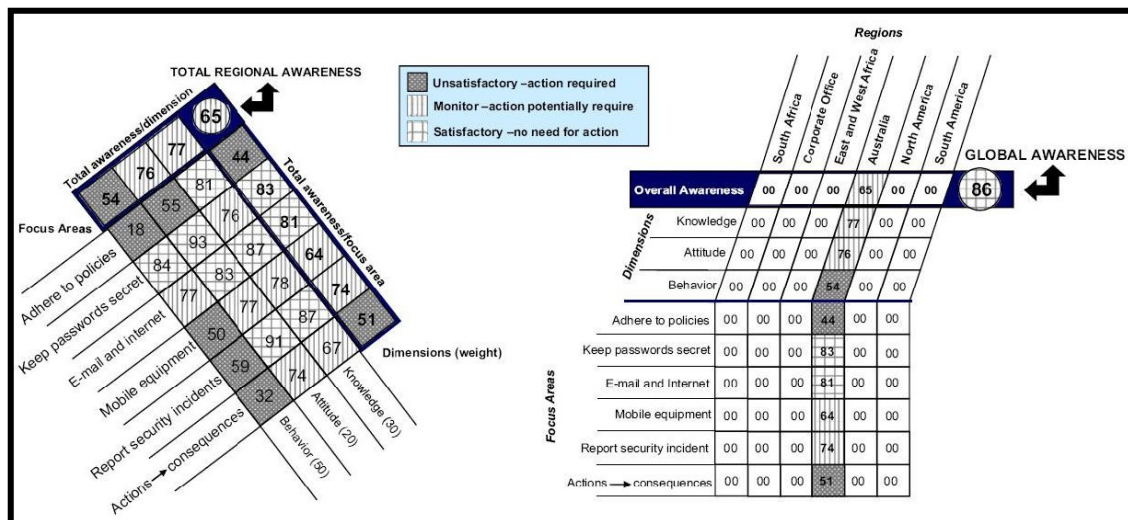 TOTAL REGIONAL AWARENESS
Total awareness/dimension
65
77
76
54
Total awareness/focus area
44
83
81
64
74
51
Focus Areas
18 55 81
84 93 76
77 83 87
50 77 78
59 91 87
32 74 67
Adhere to policies
Keep passwords secret
E-mail and internet
Mobile equipment
Report security incidents
Actions consequences
Behavior (50)
Attitude (20)
Knowledge (30)
Dimensions (weight)
Unsatisfactory –action required
Monitor –action potentially require
Satisfactory –no need for action
Regions
South Africa
Corporate Office
East and West Africa
Australia
North America
South America
GLOBAL AWARENESS
Overall Awareness 00 00 00 65 00 00 86
Dimensions
Knowledge 00 00 00 77 00 00
Attitude 00 00 00 76 00 00
Behavior 00 00 00 54 00 00
Focus Areas
Adhere to policies 00 00 00 44 00 00
Keep passwords secret 00 00 00 83 00 00
E-mail and Internet 00 00 00 81 00 00
Mobile equipment 00 00 00 64 00 00
Report security incident 00 00 00 74 00 00
Actions consequences 00 00 00 51 00 00